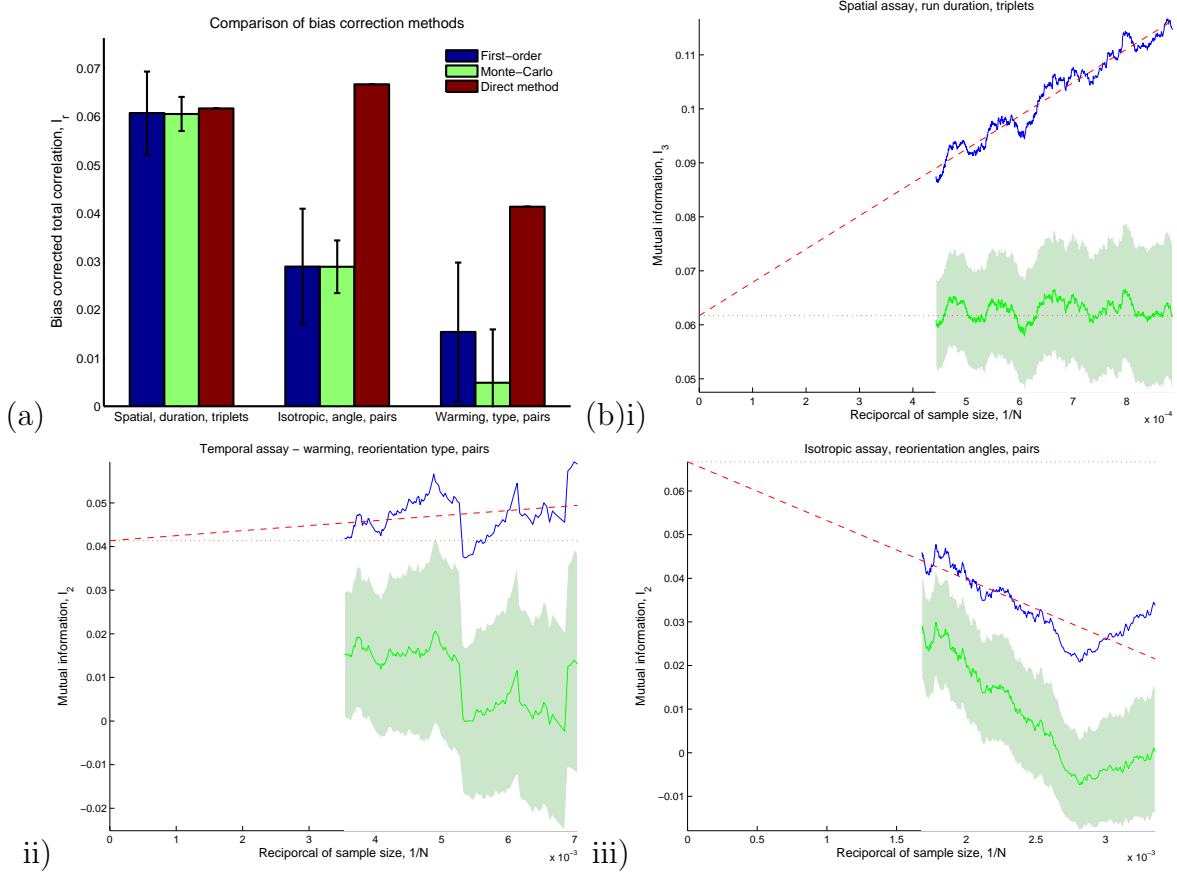 Comparison of bias correction methods
First−order
Monte−Carlo
Direct method
0.07
0.06
0.05
0.04
0.03
0.02
0.01
0
Bias corrected total correlation, I_r
Spatial, duration, triplets
Isotropic, angle, pairs
Warming, type, pairs
(a)
Spatial assay, run duration, triplets
0.11
0.1
0.09
0.08
0.07
0.06
0.05
Mutual information, I_3
0 1 2 3 4 5 6 7 8
x 10^−4
Reciporcal of sample size, 1/N
(b)i)
Temporal assay − warming, reorientation type, pairs
0.05
0.04
0.03
0.02
0.01
0
−0.01
−0.02
Mutual information, I_2
0 1 2 3 4 5 6 7
x 10^−3
Reciporcal of sample size, 1/N
ii)
Isotropic assay, reorientation angles, pairs
0.06
0.05
0.04
0.03
0.02
0.01
0
−0.01
Mutual information, I_2
0 0.5 1 1.5 2 2.5 3
x 10^−3
Reciporcal of sample size, 1/N
iii)